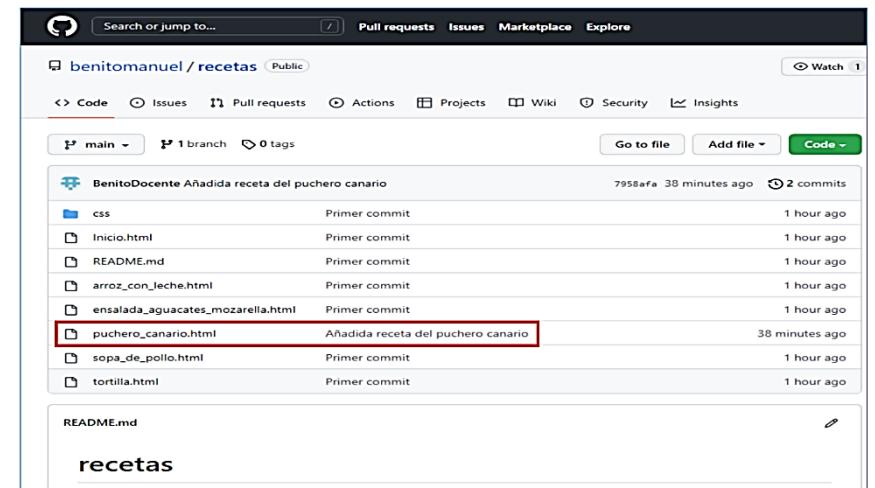 Search or jump to... / Pull requests Issues Marketplace Explore
benitomanuel / recetas Public Watch 1
<> Code Issues Pull requests Actions Projects Wiki Security Insights
main 1 branch 0 tags Go to file Add file Code
BenitoDocente Añadida receta del puchero canario 7958afa 38 minutes ago 2 commits
css Primer commit 1 hour ago
Inicio.html Primer commit 1 hour ago
README.md Primer commit 1 hour ago
arroz_con_leche.html Primer commit 1 hour ago
ensalada_aguacates_mozarella.html Primer commit 1 hour ago
puchero_canario.html Añadida receta del puchero canario 38 minutes ago
sopa_de_pollo.html Primer commit 1 hour ago
tortilla.html Primer commit 1 hour ago
README.md
recetas